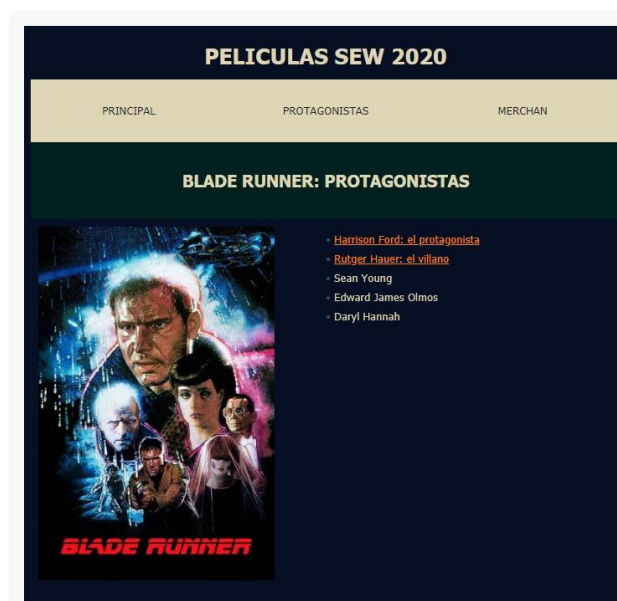 PELICULAS SEW 2020
PRINCIPAL PROTAGONISTAS MERCHAN
BLADE RUNNER: PROTAGONISTAS
Harrison Ford: el protagonista
Rutger Hauer: el villano
Sean Young
Edward James Olmos
Daryl Hannah
BLADE RUNNER